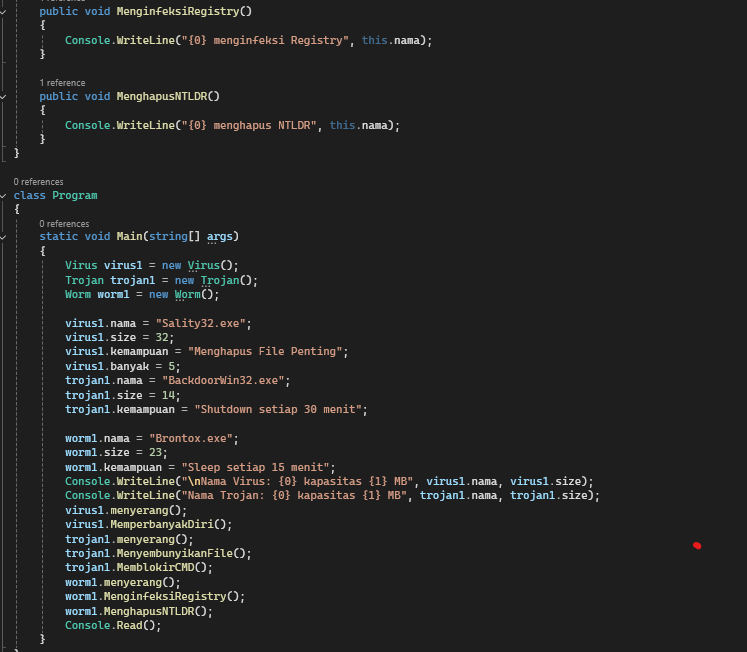 public void MenginfeksiRegistry()
{
Console.WriteLine("{0} menginfeksi Registry", this.nama);
}
1 reference
public void MenghapusNTLDR()
{
Console.WriteLine("{0} menghapus NTLDR", this.nama);
}
}
0 references
class Program
{
0 references
static void Main(string[] args)
{
Virus virus1 = new Virus();
Trojan trojan1 = new Trojan();
Worm worm1 = new Worm();
virus1.nama = "Sality32.exe";
virus1.size = 32;
virus1.kemampuan = "Menghapus File Penting";
virus1.banyak = 5;
trojan1.nama = "BackdoorWin32.exe";
trojan1.size = 14;
trojan1.kemampuan = "Shutdown setiap 30 menit";
worm1.nama = "Brontox.exe";
worm1.size = 23;
worm1.kemampuan = "Sleep setiap 15 menit";
Console.WriteLine("\nNama Virus: {0} kapasitas {1} MB", virus1.nama, virus1.size);
Console.WriteLine("Nama Trojan: {0} kapasitas {1} MB", trojan1.nama, trojan1.size);
virus1.menyerang();
virus1.MemperbanyakDiri();
trojan1.menyerang();
trojan1.MenyembunyikanFile();
trojan1.MemblokirCMD();
worm1.menyerang();
worm1.MenginfeksiRegistry();
worm1.MenghapusNTLDR();
Console.Read();
}